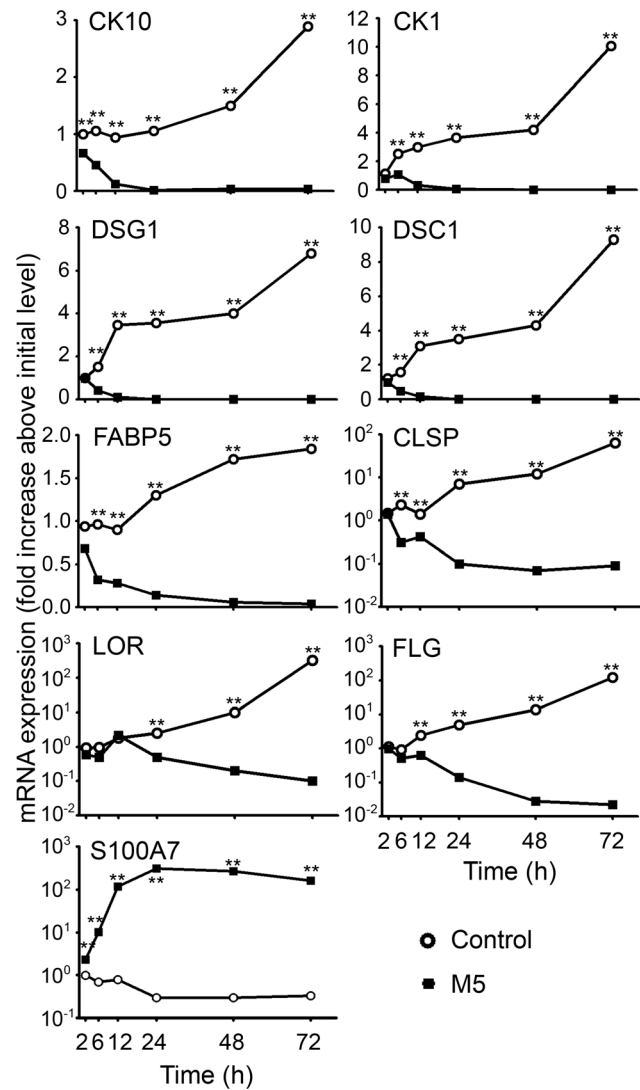 mRNA expression (fold increase above initial level)
CK10
3
2
1
0
** ** ** ** ** **
CK1
12
10
8
6
4
2
0
** ** ** ** **
DSG1
8
6
4
2
0
** ** ** ** **
DSC1
10
8
6
4
2
0
** ** ** ** **
FABP5
2.0
1.5
1.0
0.5
0.0
** ** ** ** **
CLSP
10²
10¹
10⁰
10⁻¹
10⁻²
** ** ** ** **
LOR
10³
10²
10¹
10⁰
10⁻¹
10⁻²
** ** **
FLG
10³
10²
10¹
10⁰
10⁻¹
10⁻²
** ** ** **
2 6 12 24 48 72
Time (h)
S100A7
10³
10²
10¹
10⁰
10⁻¹
** ** ** ** ** **
2 6 12 24 48 72
Time (h)
Control
M5